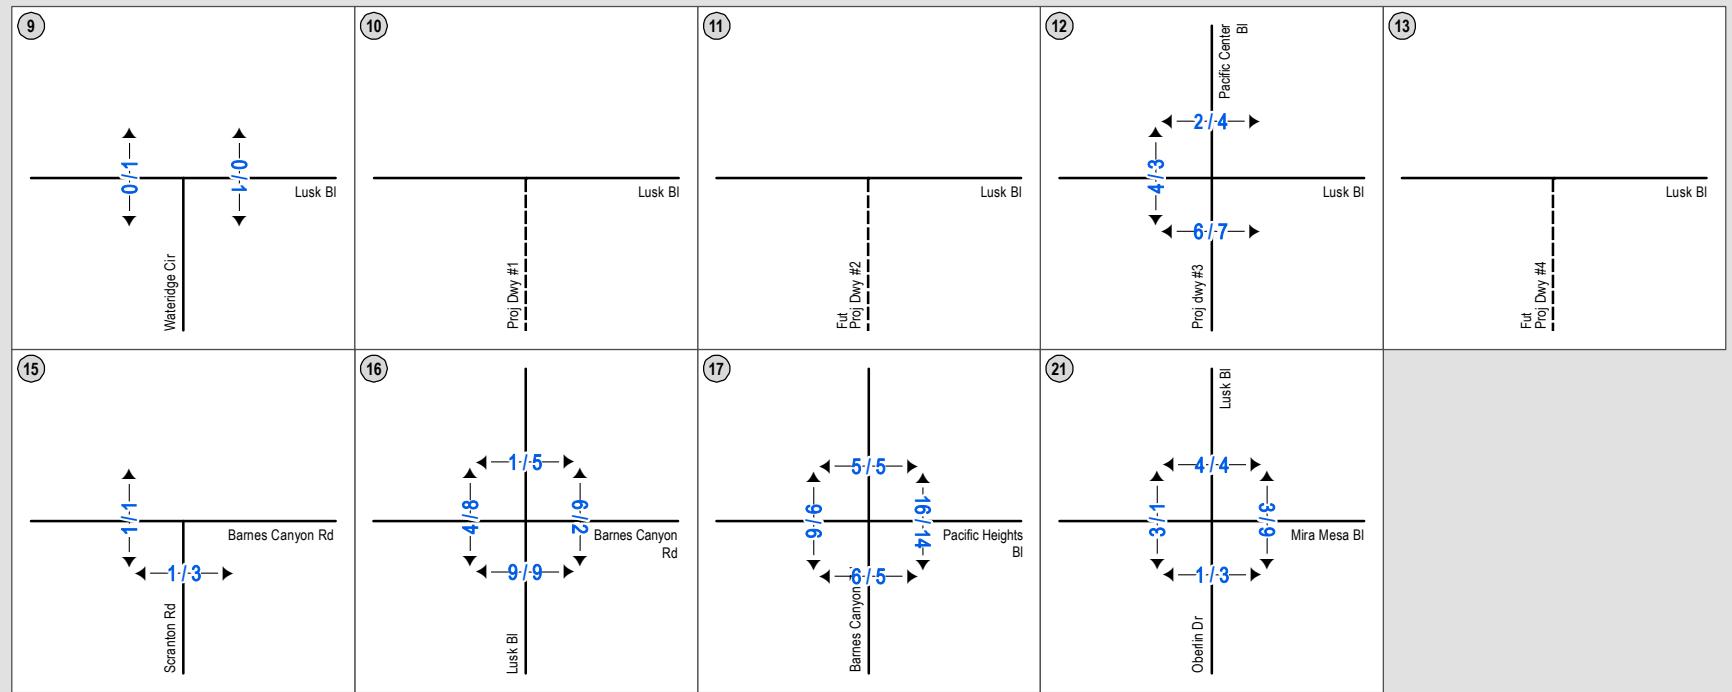 9
10
11
12
13
Pacific Center
Bl
0 / 1
0 / 1
2 / 4
4 / 3
6 / 7
Lusk Bl
Lusk Bl
Lusk Bl
Lusk Bl
Lusk Bl
Wateridge Cir
Proj Dwy #1
Fut
Proj Dwy #2
Proj dwy #3
Fut
Proj Dwy #4
15
16
17
21
Lusk Bl
1 / 1
1 / 3
Barnes Canyon Rd
Scranton Rd
1 / 5
4 / 8
6 / 2
9 / 9
Barnes Canyon
Rd
Lusk Bl
5 / 5
16 / 14
6 / 5
Pacific Heights
Bl
Barnes Canyon
4 / 4
3 / 1
3 / 9
1 / 3
Mira Mesa Bl
Oberlin Dr